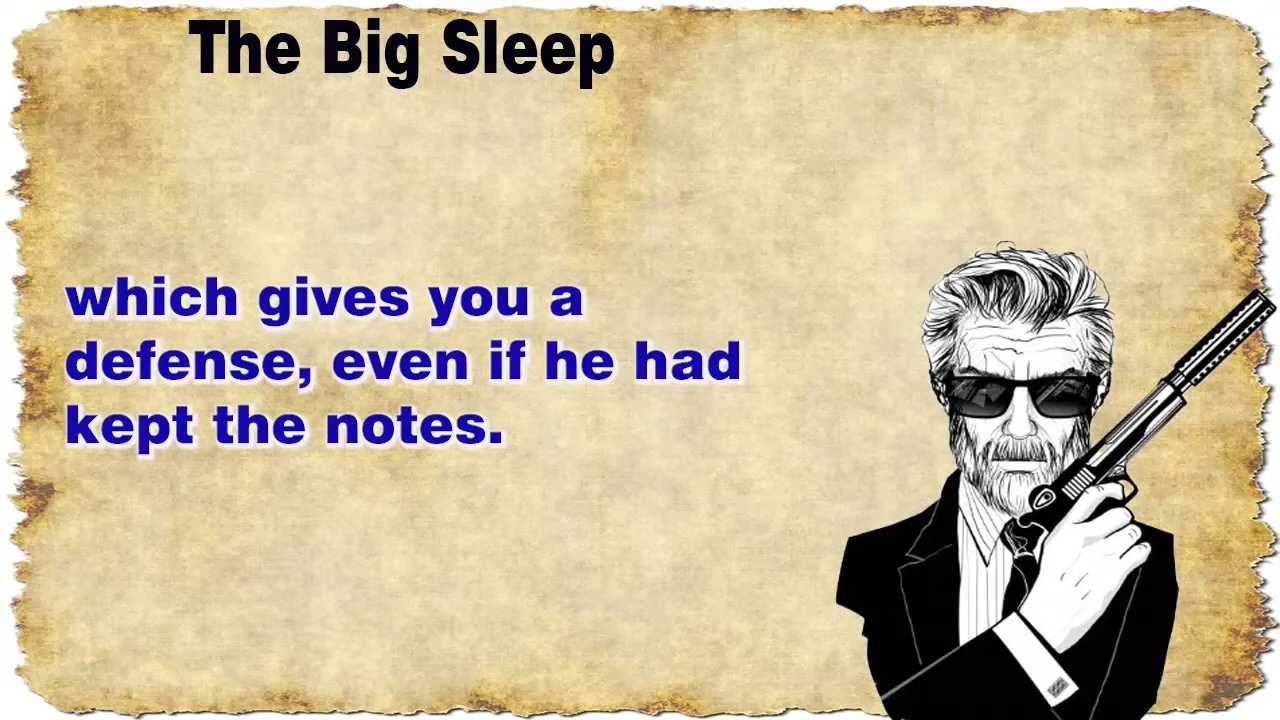 The Big Sleep
which gives you a
defense, even if he had
kept the notes.